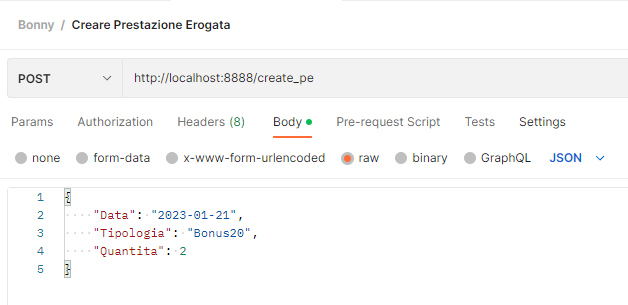 Bonny / Creare Prestazione Erogata
POST http://localhost:8888/create_pe
Params Authorization Headers (8) Body Pre-request Script Tests Settings
none form-data x-www-form-urlencoded raw binary GraphQL JSON
1 {
2 "Data": "2023-01-21",
3 "Tipologia": "Bonus20",
4 "Quantita": 2
5 }